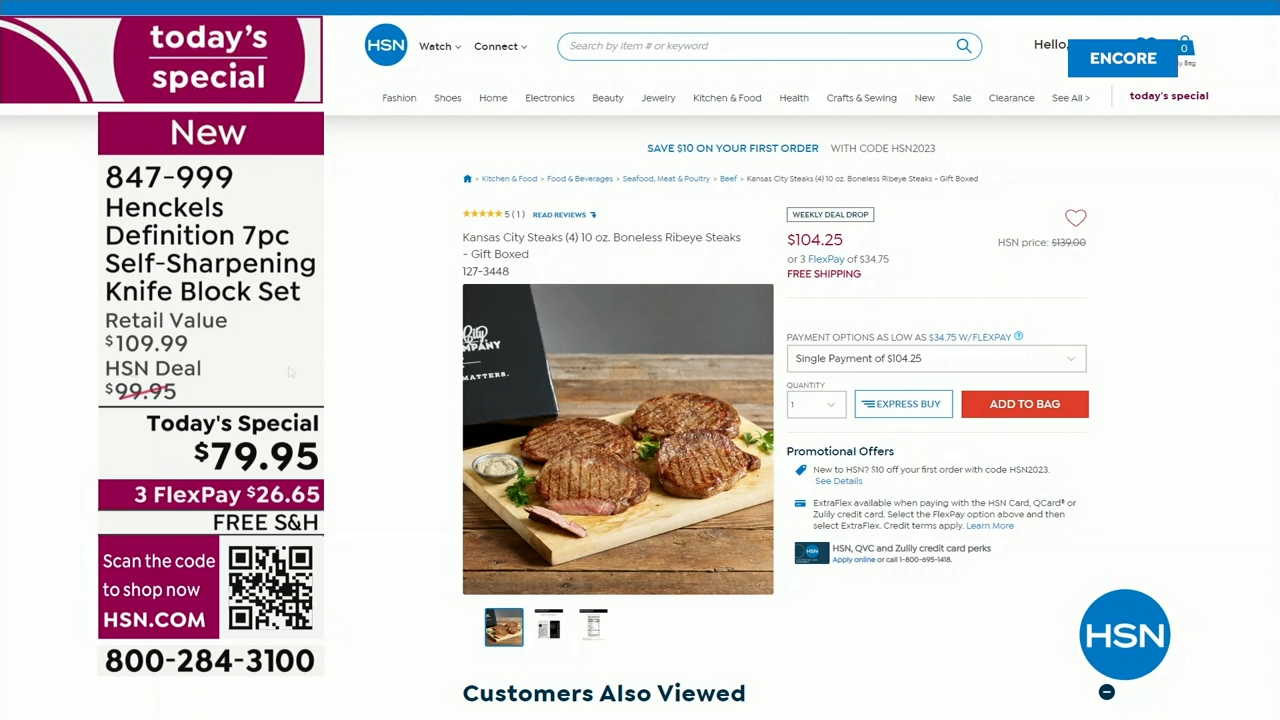 today's
special
New
847-999
Henckels
Definition 7pc
Self-Sharpening
Knife Block Set
Retail Value
$109.99
HSN Deal
$99.95
Today's Special
$79.95
3 FlexPay $26.65
FREE S&H
Scan the code
to shop now
HSN.COM
800-284-3100
HSN
Watch
Connect
Search by item # or keyword
Hello,
0
Bag
ENCORE
Fashion Shoes Home Electronics Beauty Jewelry Kitchen & Food Health Crafts & Sewing New Sale Clearance See All > today's special
SAVE $10 ON YOUR FIRST ORDER WITH CODE HSN2023
> Kitchen & Food > Food & Beverages > Seafood, Meat & Poultry > Beef > Kansas City Steaks (4) 10 oz. Boneless Ribeye Steaks - Gift Boxed
5 (1) READ REVIEWS
Kansas City Steaks (4) 10 oz. Boneless Ribeye Steaks
- Gift Boxed
127-3448
City
MPANY
MATTERS.
WEEKLY DEAL DROP
$104.25
HSN price: $139.00
or 3 FlexPay of $34.75
FREE SHIPPING
PAYMENT OPTIONS AS LOW AS $34.75 W/FLEXPAY ?
Single Payment of $104.25
QUANTITY
1
EXPRESS BUY
ADD TO BAG
Promotional Offers
New to HSN? $10 off your first order with code HSN2023.
See Details
ExtraFlex available when paying with the HSN Card, QCard® or
Zulily credit card. Select the FlexPay option above and then
select ExtraFlex. Credit terms apply. Learn More
HSN
HSN, QVC and Zulily credit card perks
Apply online or call 1-800-695-1418.
HSN
Customers Also Viewed